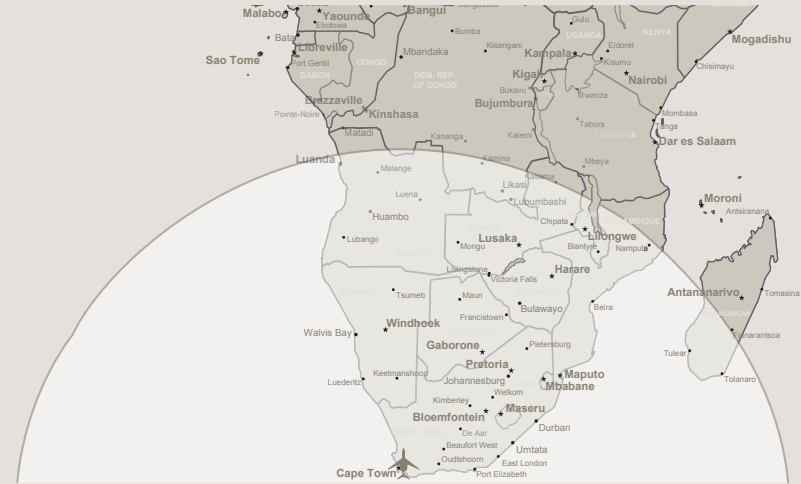 Malabo
Yaounde
Bangui
Ebolowa
Bumba
Gulu
UGANDA
KENYA
Mogadishu
Bata
Libreville
Kisangani
Eldoret
Sao Tome
Mbandaka
Kampala
Kisumu
Port Gentil
CONGO
Chisimayu
GABON
DEM. REP.
OF CONGO
Kigali
Nairobi
Bukavu
Mwanza
Brazzaville
Bujumbura
Pointe-Noire
Kinshasa
Mombasa
Tabora
Tanga
Matadi
Kananga
Kalemi
TANZANIA
Dar es Salaam
Luanda
Kamina
Mbeya
Malange
Kasama
Likasi
Luena
Lubumbashi
Moroni
Antsiranana
Huambo
Chipata
Lilongwe
Lubango
Lusaka
Mongu
Blantyre
Nampula
Livingstone
Victoria Falls
Harare
Tsumeb
Maun
Antananarivo
Tomasina
Bulawayo
Beira
Francistown
Windhoek
Walvis Bay
Fianarantsoa
Gaborone
Pietersburg
Tulear
Pretoria
Keetmanshoop
Johannesburg
Maputo
Luederitz
Mbabane
Tolanaro
Welkom
Kimberley
Maseru
Bloemfontein
Durban
De Aar
Beaufort West
Umtata
Oudtshoorn
East London
Cape Town
Port Elizabeth